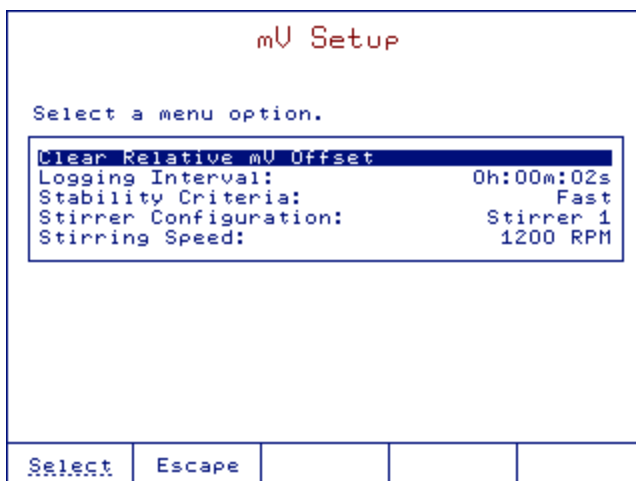 mV Setup
Select a menu option.
Clear Relative mV Offset
Logging Interval: 0h:00m:02s
Stability Criteria: Fast
Stirrer Configuration: Stirrer 1
Stirring Speed: 1200 RPM
Select Escape